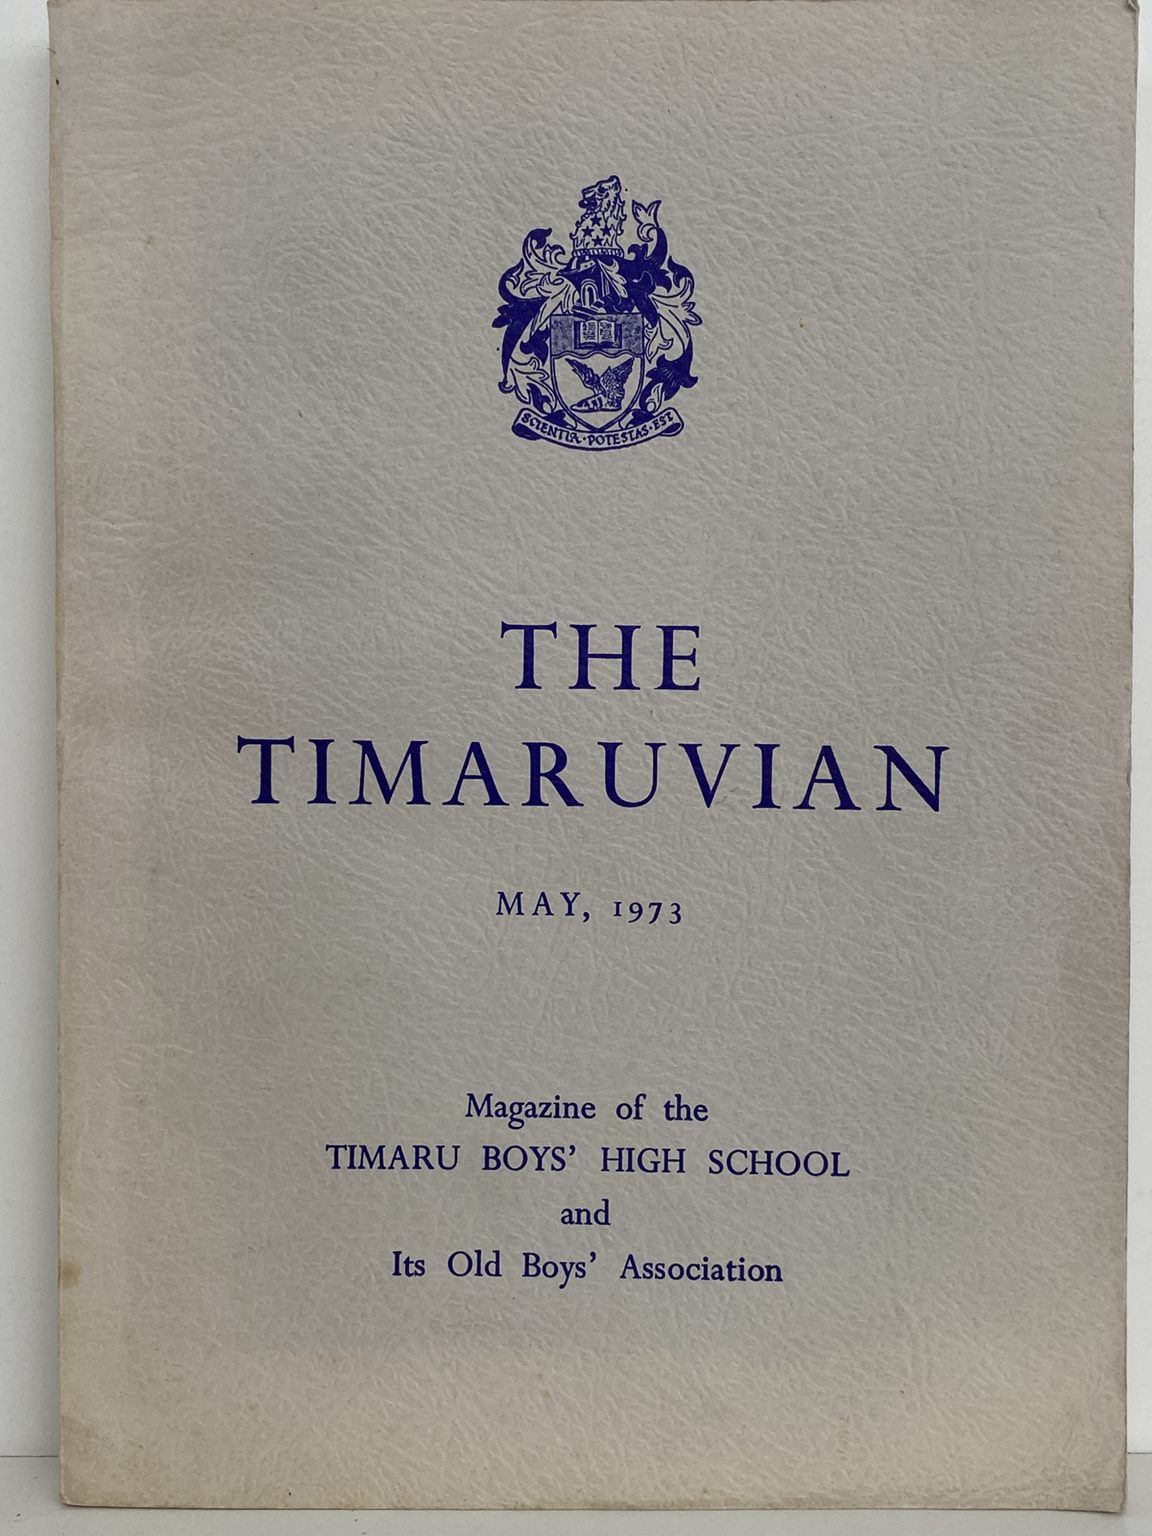 SCIENTIA · POTESTAS · EST
THE
TIMARUVIAN
MAY, 1973
Magazine of the
TIMARU BOYS' HIGH SCHOOL
and
Its Old Boys' Association